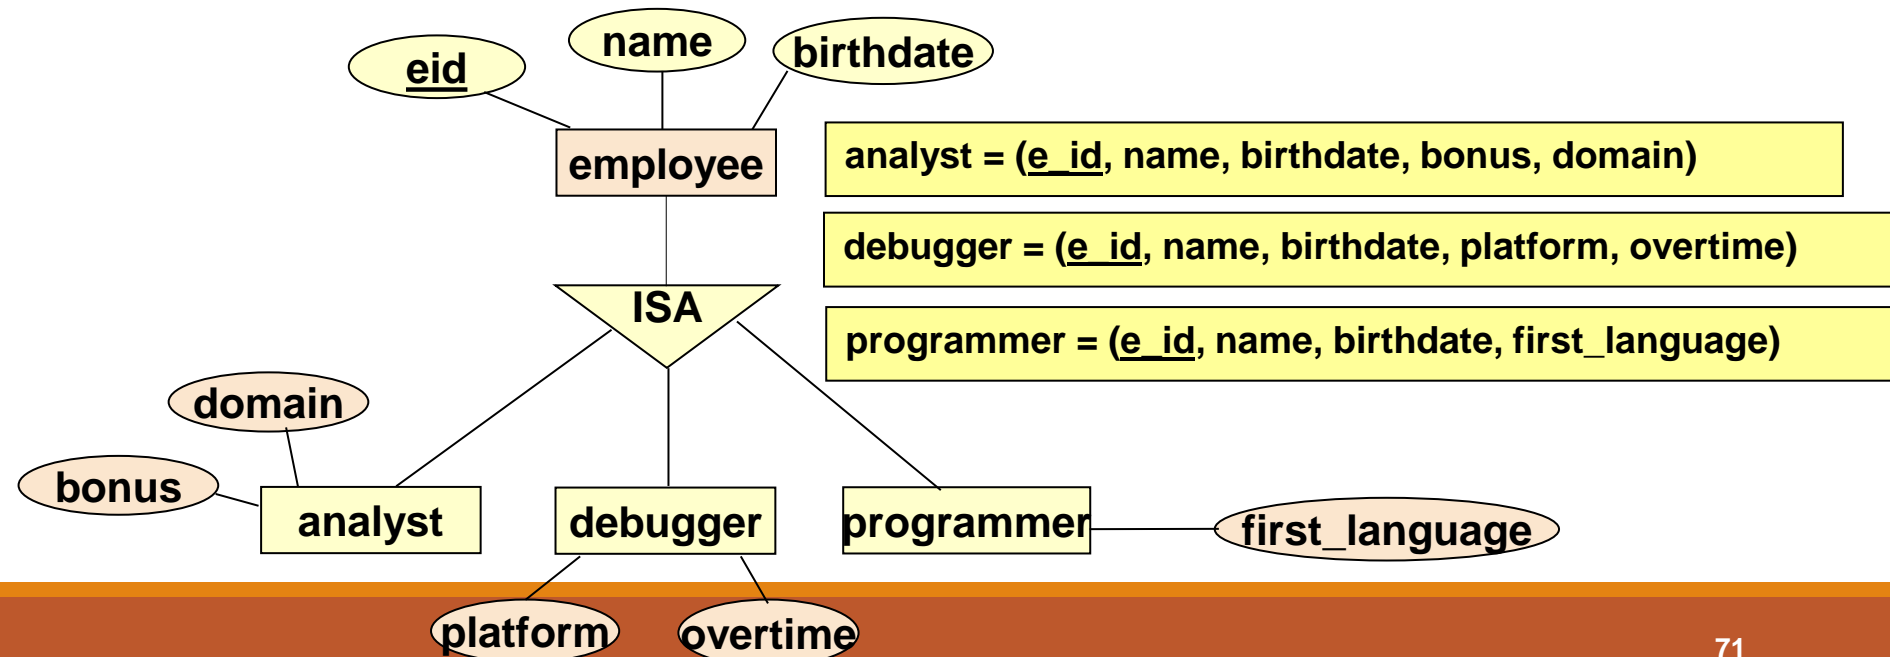 name
birthdate
eid
employee
analyst = (e_id, name, birthdate, bonus, domain)
debugger = (e_id, name, birthdate, platform, overtime)
ISA
programmer = (e_id, name, birthdate, first_language)
domain
bonus
analyst
debugger
programmer
first_language
platform
overtime
71